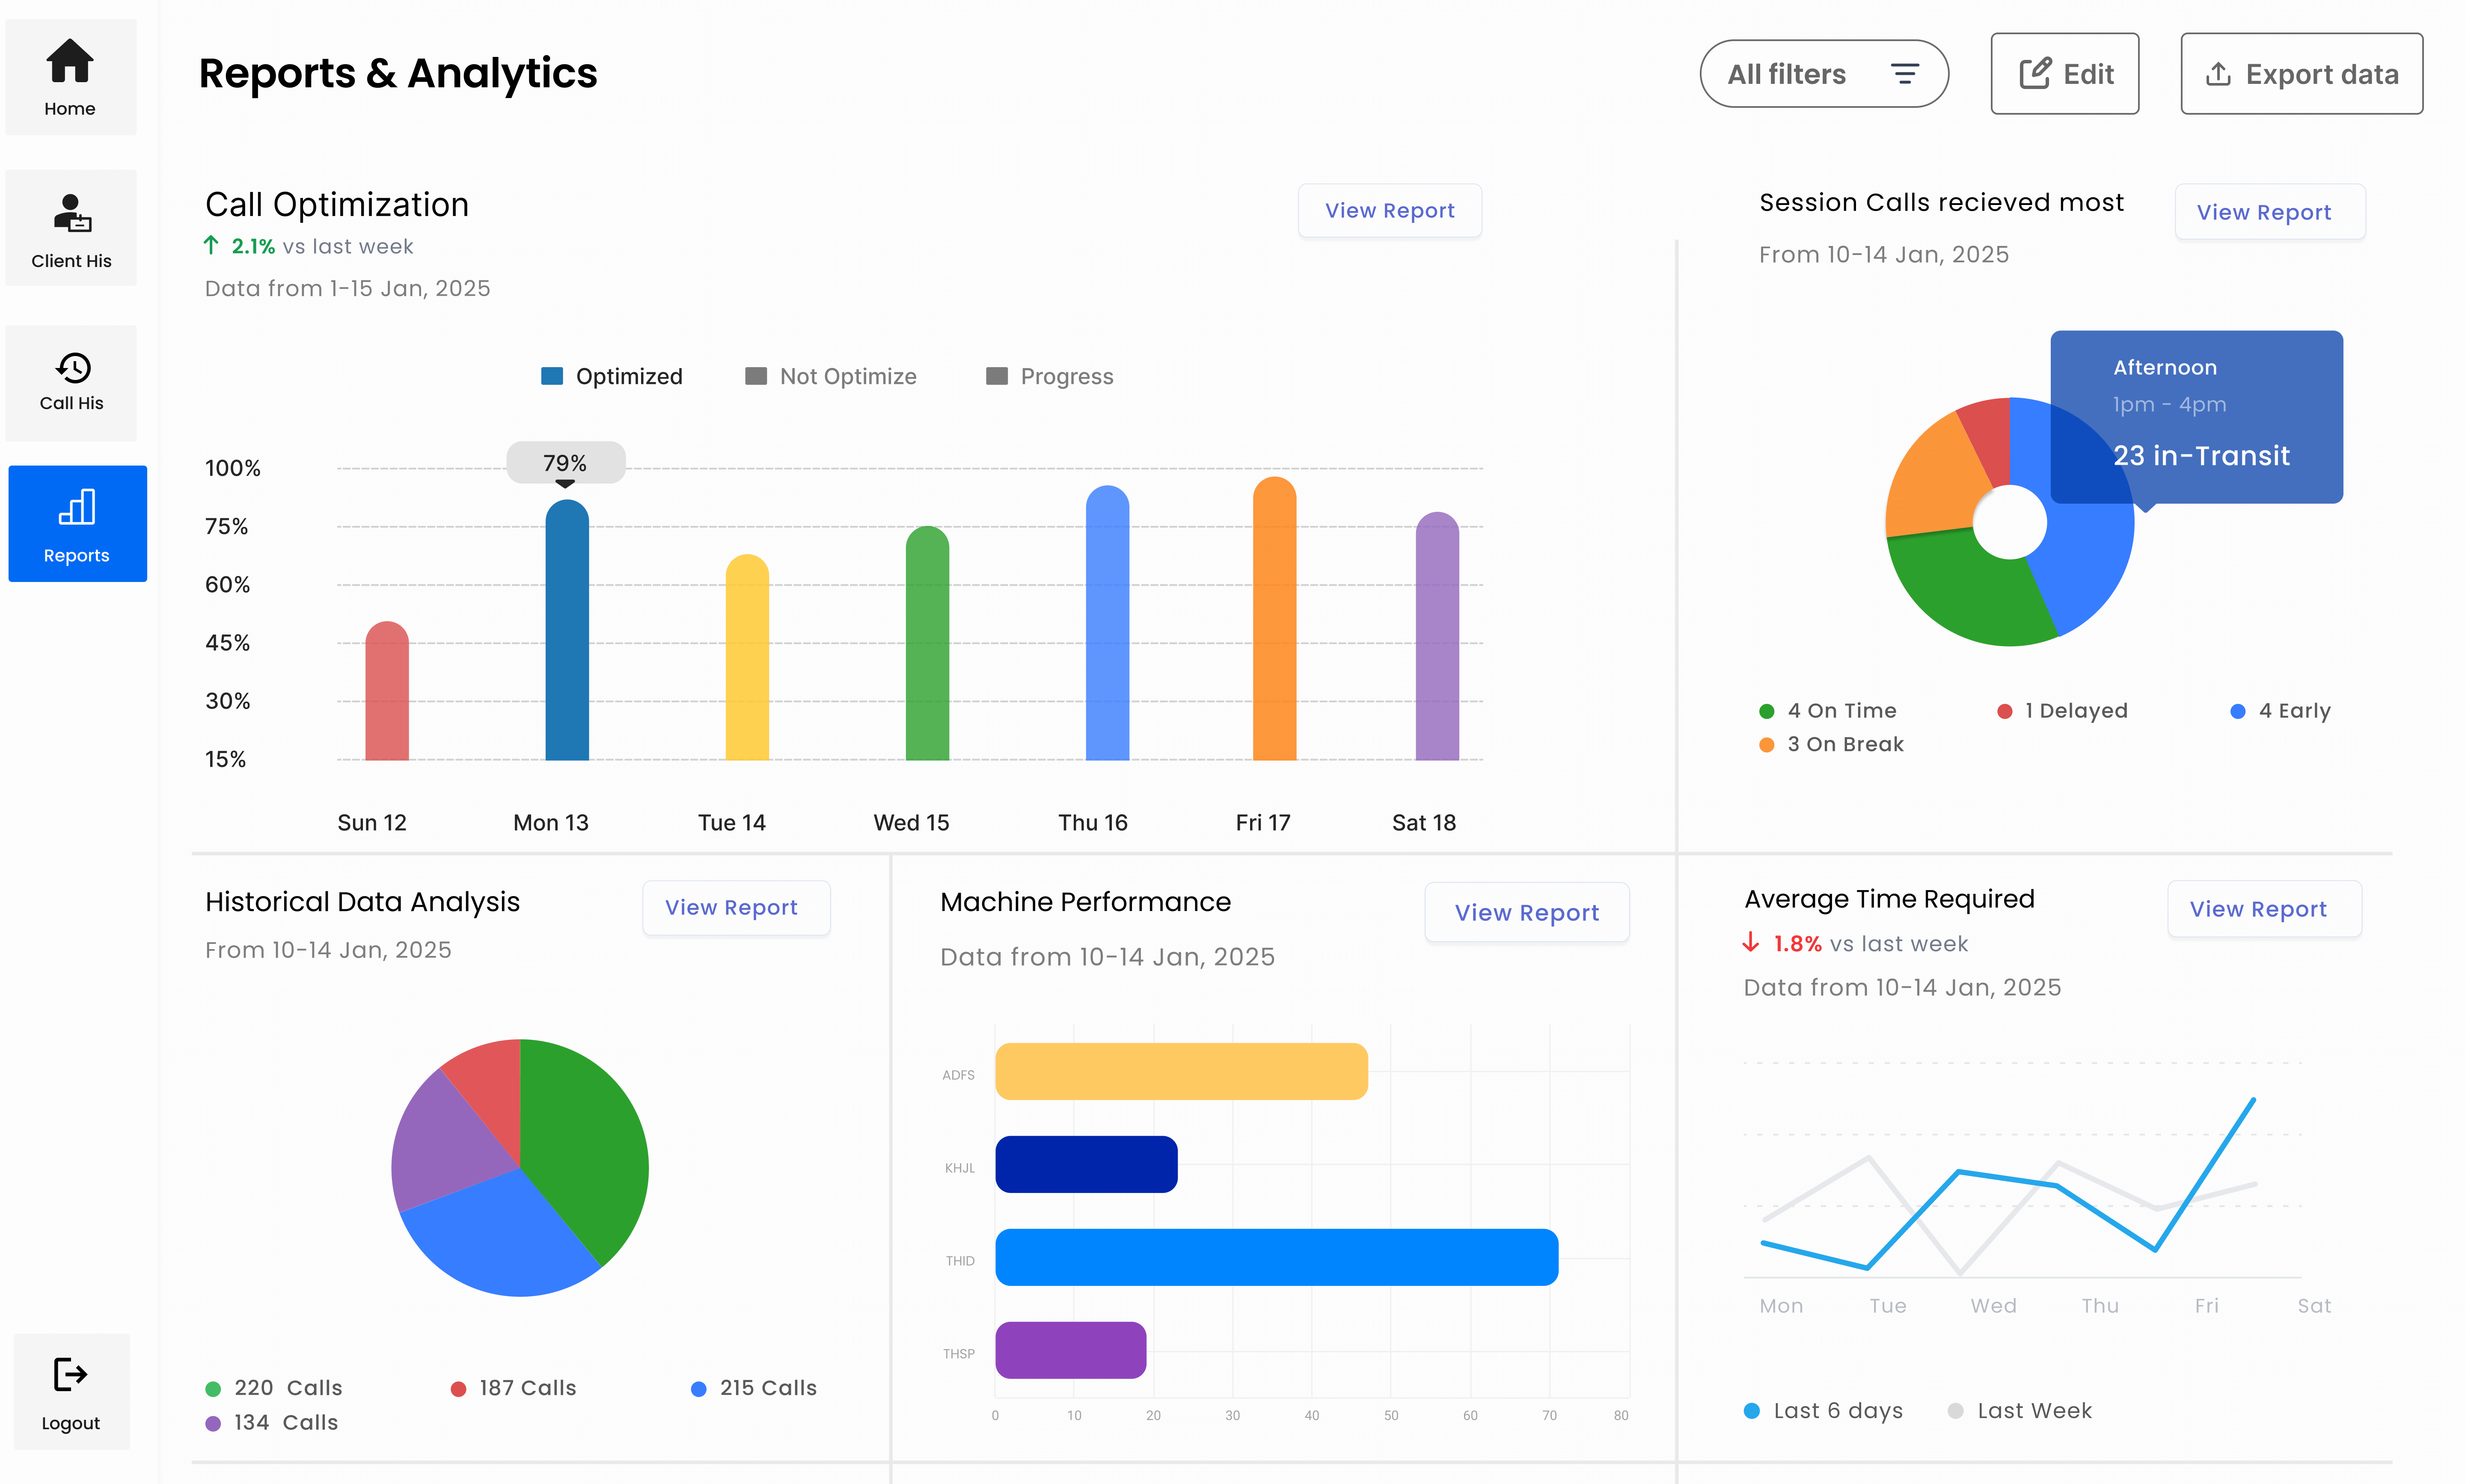 Home
Client His
Call His
Reports
Logout
Reports & Analytics
All filters
Edit
Export data
Call Optimization
View Report
2.1% vs last week
Data from 1-15 Jan, 2025
Optimized
Not Optimize
Progress
79%
100%
75%
60%
45%
30%
15%
Sun 12
Mon 13
Tue 14
Wed 15
Thu 16
Fri 17
Sat 18
Session Calls recieved most
View Report
From 10-14 Jan, 2025
Afternoon
1pm - 4pm
23 in-Transit
4 On Time
1 Delayed
4 Early
3 On Break
Historical Data Analysis
View Report
From 10-14 Jan, 2025
220 Calls
187 Calls
215 Calls
134 Calls
Machine Performance
View Report
Data from 10-14 Jan, 2025
ADFS
KHJL
THID
THSP
0
10
20
30
40
50
60
70
80
Average Time Required
View Report
1.8% vs last week
Data from 10-14 Jan, 2025
Mon
Tue
Wed
Thu
Fri
Sat
Last 6 days
Last Week